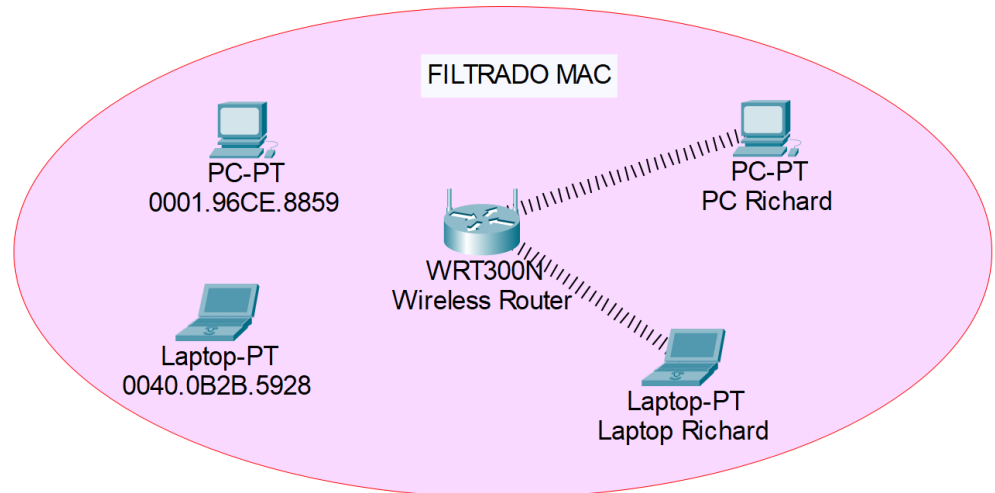 FILTRADO MAC
PC-PT
0001.96CE.8859
PC-PT
PC Richard
WRT300N
Wireless Router
Laptop-PT
0040.0B2B.5928
Laptop-PT
Laptop Richard